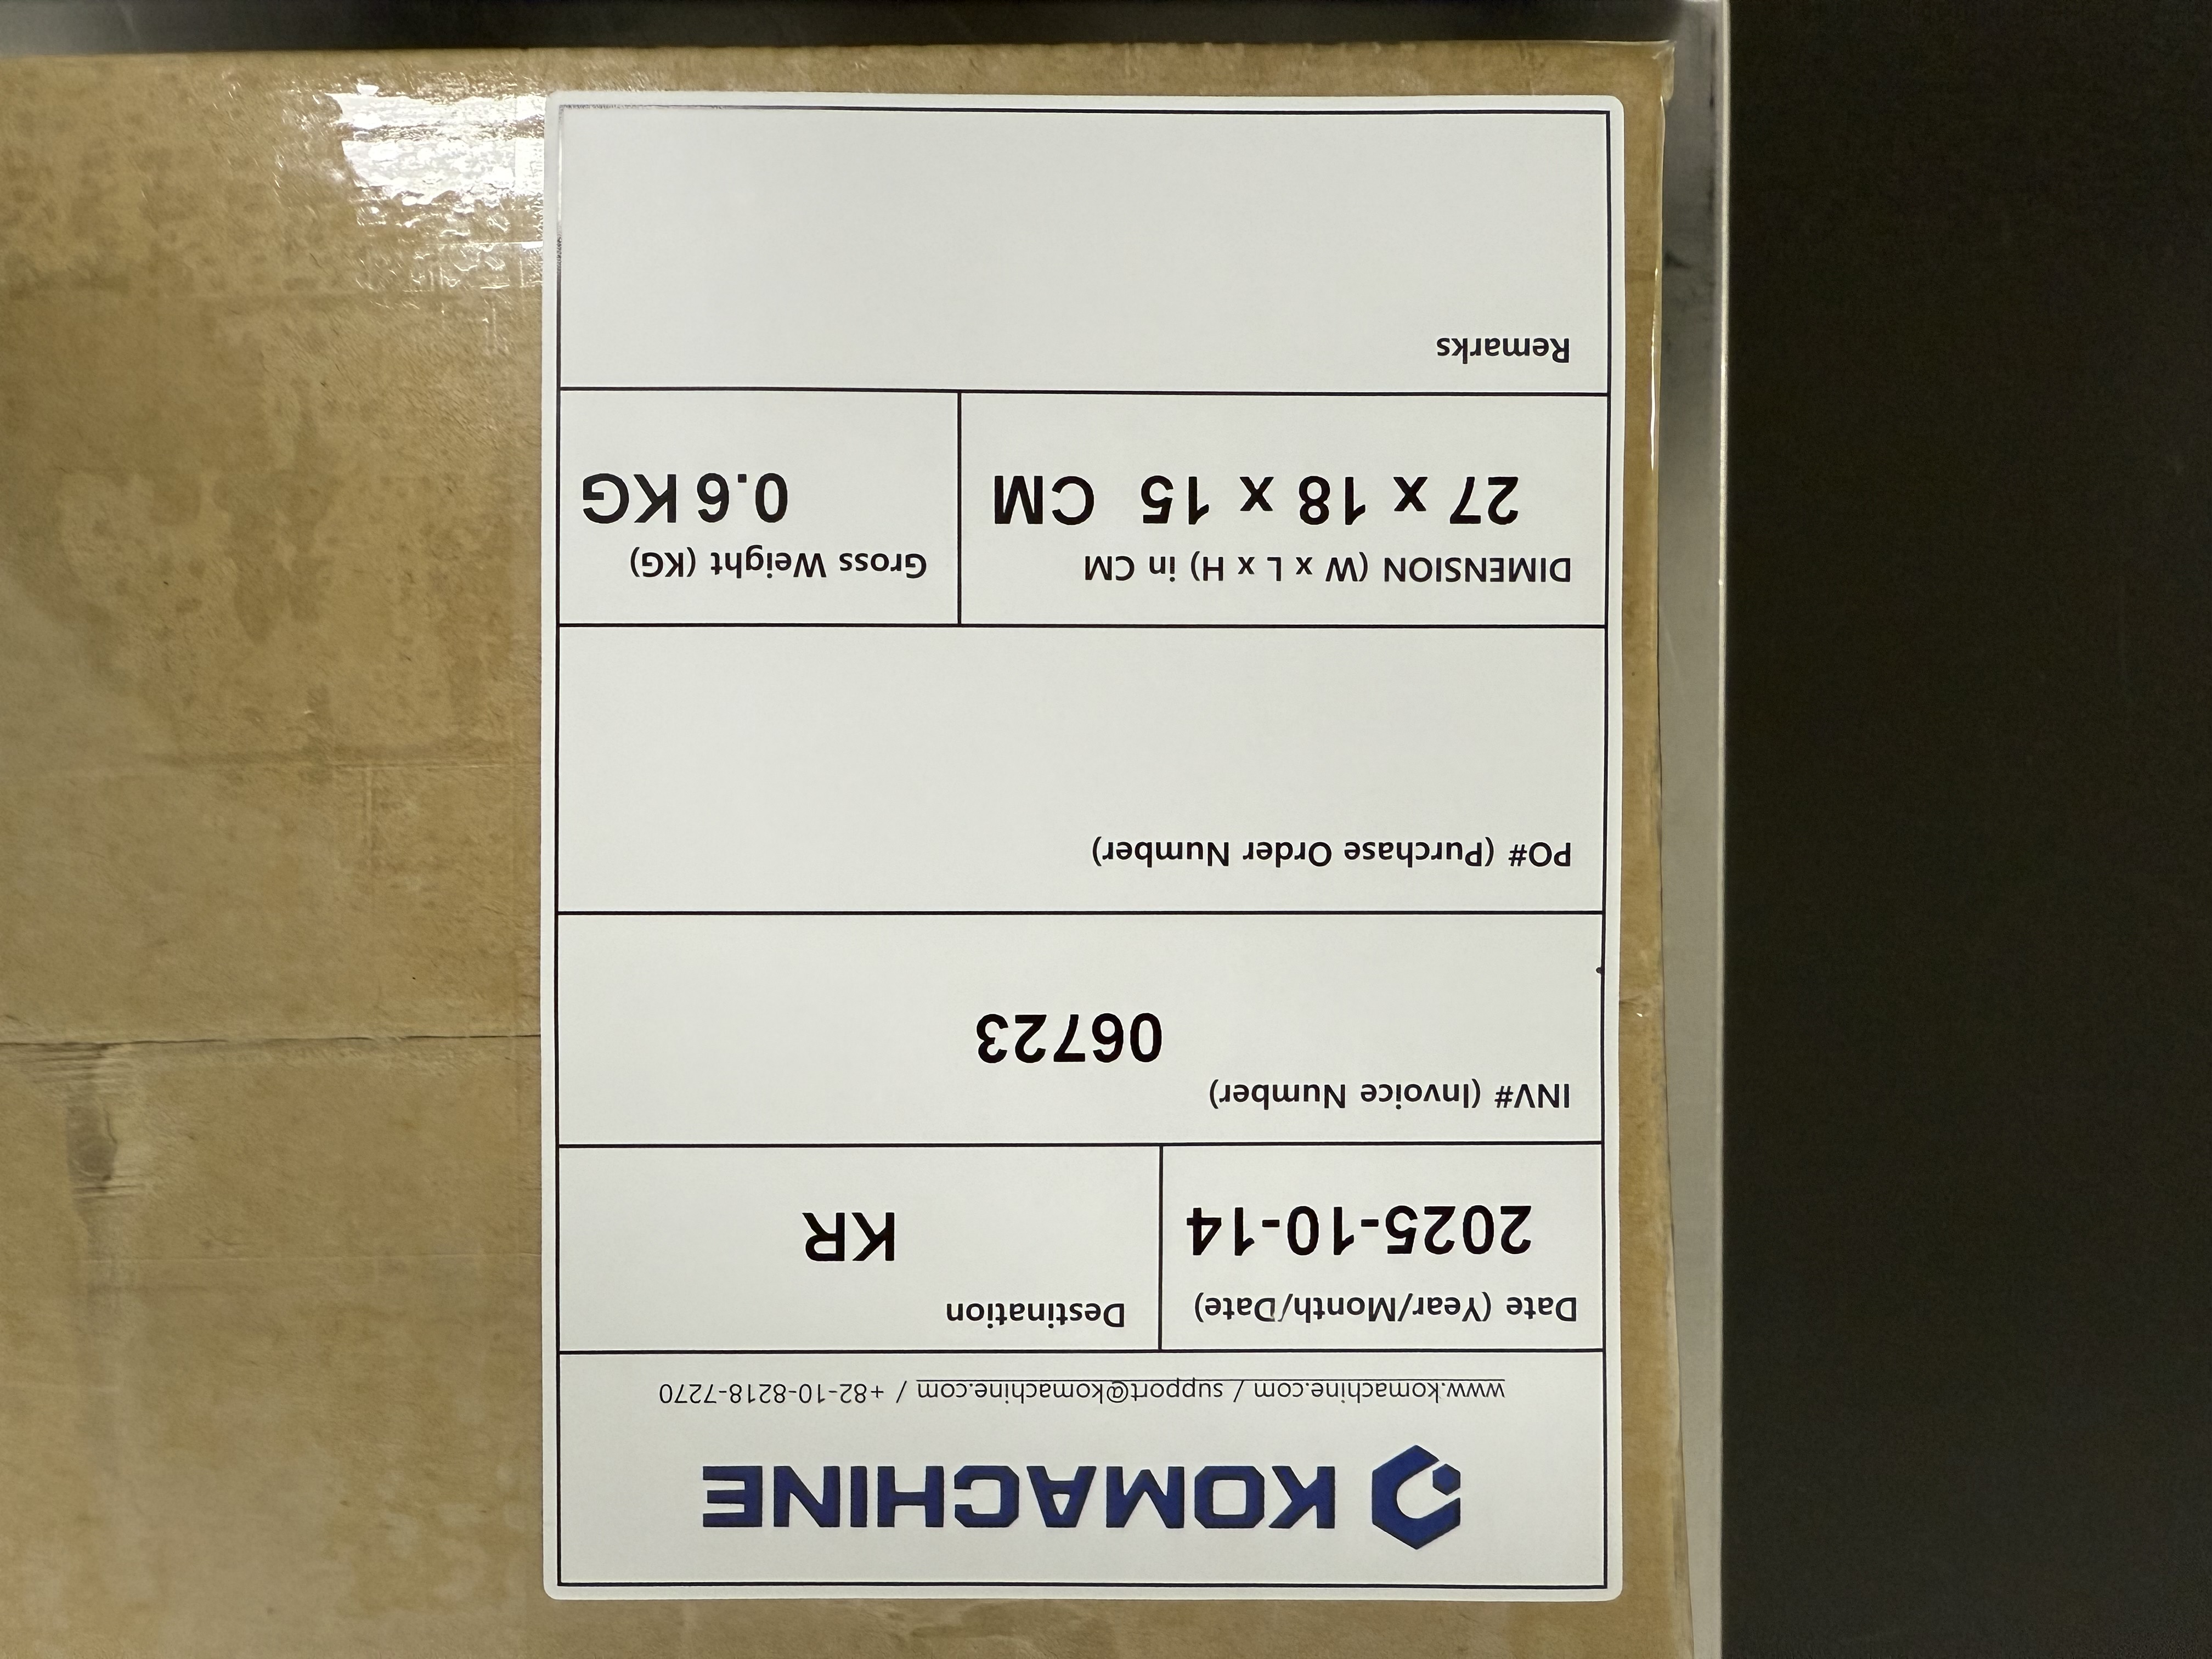 KOMACHINE
www.komachine.com / support@komachine.com / +82-10-8218-7270
Date (Year/Month/Date)
2025-10-14
Destination
KR
INV# (Invoice Number)
06723
PO# (Purchase Order Number)
DIMENSION (W x L x H) in CM
27 x 18 x 15 CM
Gross Weight (KG)
0.6 KG
Remarks